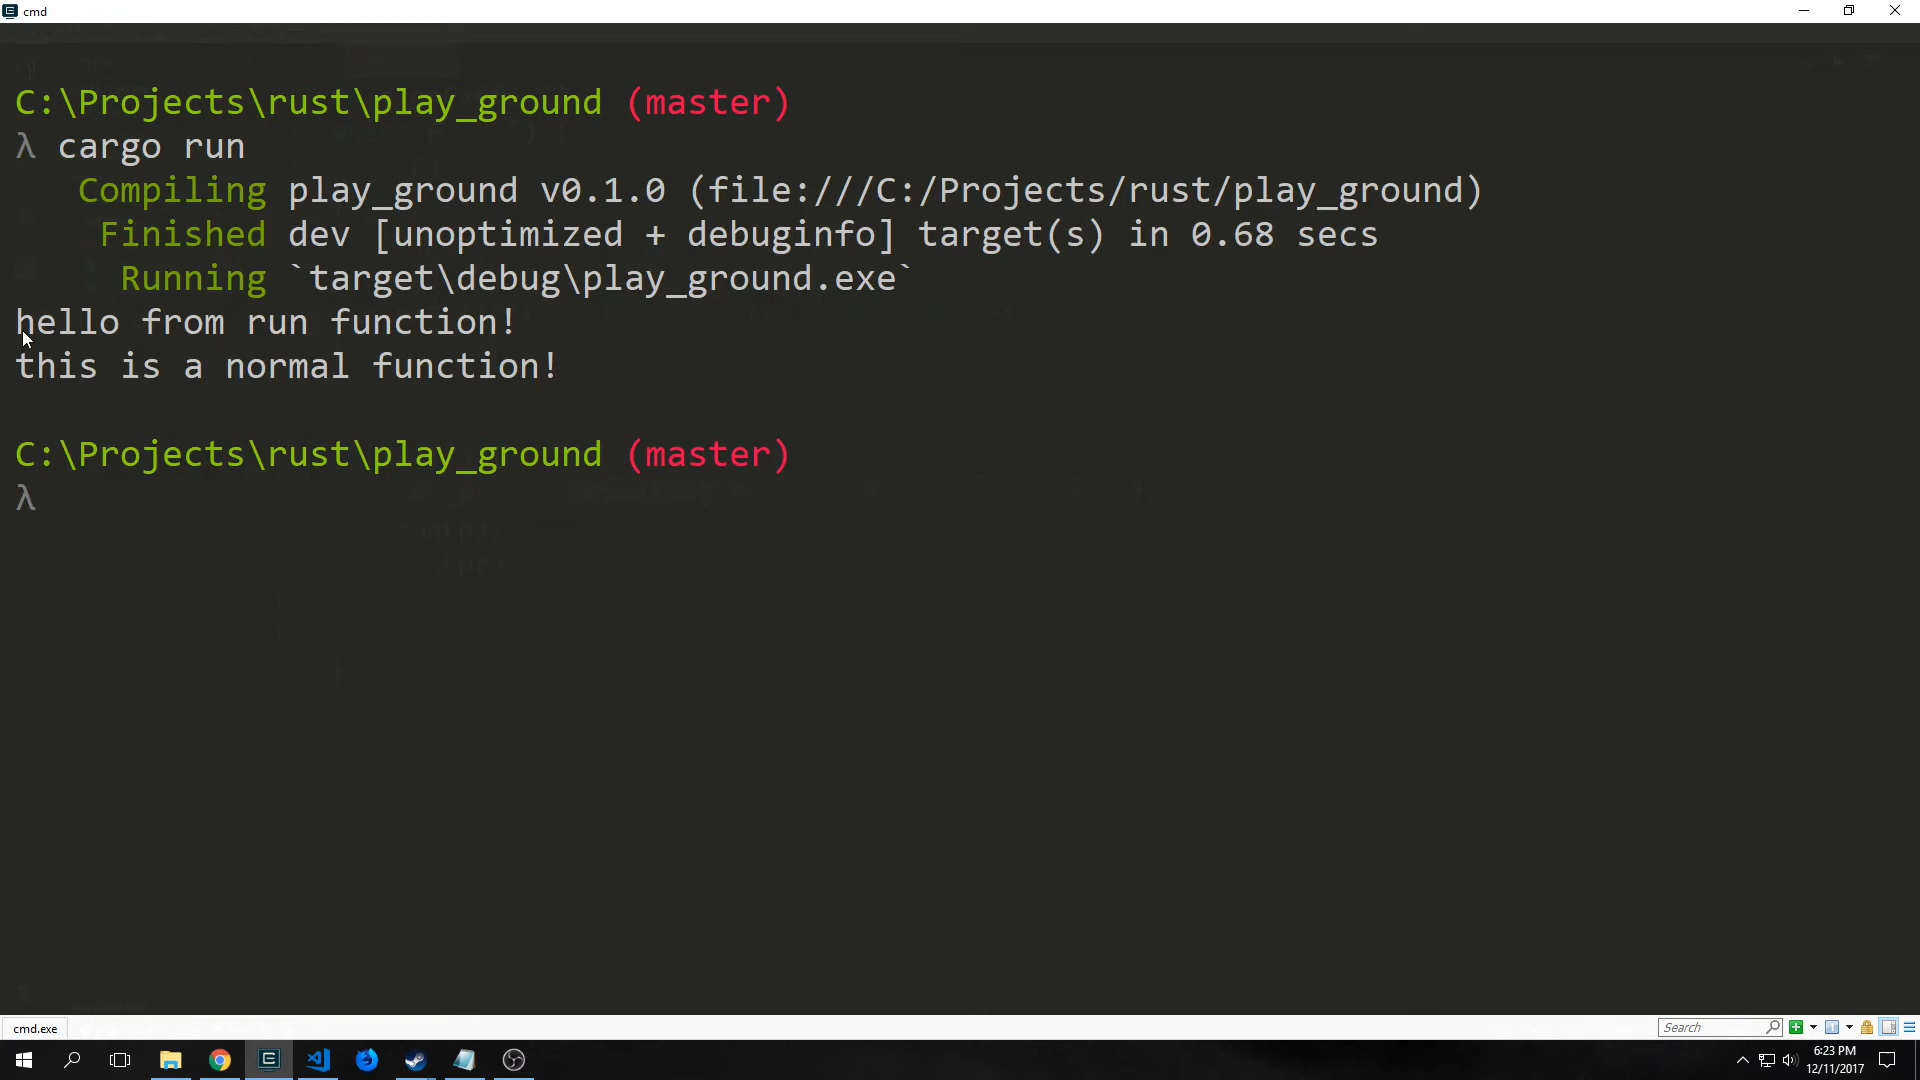 cmd
C:\Projects\rust\play_ground (master)
λ cargo run
Compiling play_ground v0.1.0 (file:///C:/Projects/rust/play_ground)
Finished dev [unoptimized + debuginfo] target(s) in 0.68 secs
Running `target\debug\play_ground.exe`
hello from run function!
this is a normal function!
C:\Projects\rust\play_ground (master)
λ
cmd.exe
Search
6:23 PM
12/11/2017